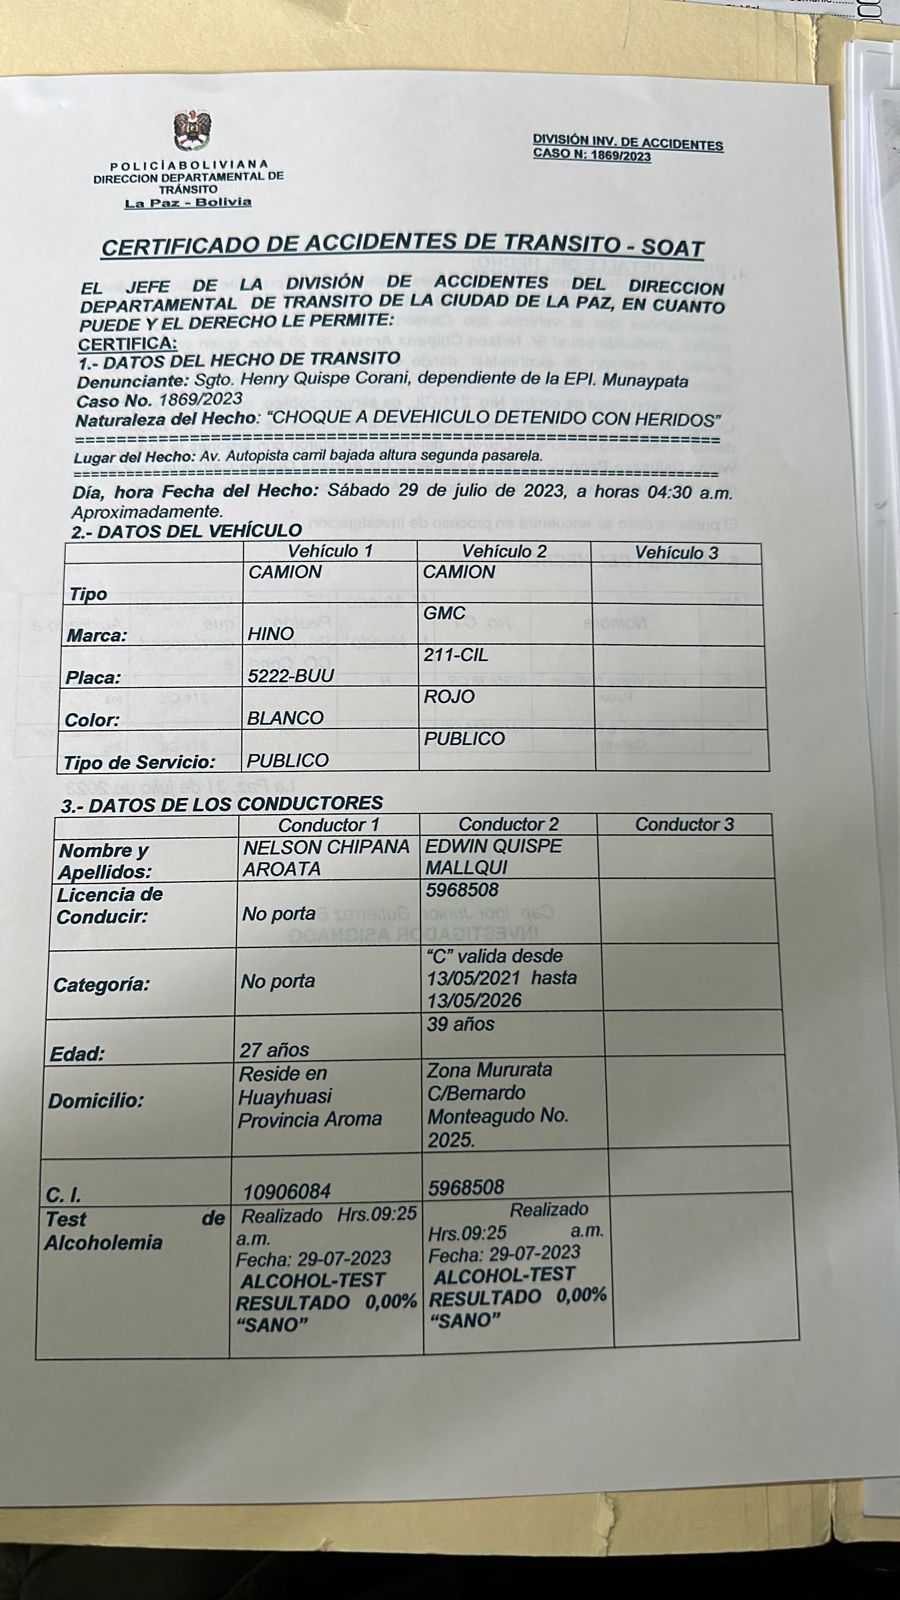 POLICÍABOLIVIANA
DIRECCION DEPARTAMENTAL DE
TRÁNSITO
La Paz - Bolivia
DIVISIÓN INV. DE ACCIDENTES
CASO N: 1869/2023
CERTIFICADO DE ACCIDENTES DE TRANSITO - SOAT
EL JEFE DE LA DIVISIÓN DE ACCIDENTES DEL DIRECCION
DEPARTAMENTAL DE TRANSITO DE LA CIUDAD DE LA PAZ, EN CUANTO
PUEDE Y EL DERECHO LE PERMITE:
CERTIFICA:
1.- DATOS DEL HECHO DE TRANSITO
Denunciante: Sgto. Henry Quispe Corani, dependiente de la EPI. Munaypata
Caso No. 1869/2023
Naturaleza del Hecho: “CHOQUE A DEVEHICULO DETENIDO CON HERIDOS”
Lugar del Hecho: Av. Autopista carril bajada altura segunda pasarela.
Día, hora Fecha del Hecho: Sábado 29 de julio de 2023, a horas 04:30 a.m.
Aproximadamente.
2.- DATOS DEL VEHÍCULO
Vehículo 1 Vehículo 2 Vehículo 3
Tipo CAMION CAMION
Marca: HINO GMC
Placa: 5222-BUU 211-CIL
Color: BLANCO ROJO
Tipo de Servicio: PUBLICO PUBLICO
3.- DATOS DE LOS CONDUCTORES
Conductor 1 Conductor 2 Conductor 3
Nombre y NELSON CHIPANA EDWIN QUISPE
Apellidos: AROATA MALLQUI
Licencia de 5968508
Conducir: No porta
“C” valida desde
Categoría: No porta 13/05/2021 hasta
13/05/2026
39 años
Edad: 27 años
Reside en Zona Mururata
Domicilio: Huayhuasi C/Bernardo
Provincia Aroma Monteagudo No.
2025.
C. I. 10906084 5968508
Test de Realizado Hrs.09:25 Realizado
Alcoholemia a.m. Hrs.09:25 a.m.
Fecha: 29-07-2023 Fecha: 29-07-2023
ALCOHOL-TEST ALCOHOL-TEST
RESULTADO 0,00% RESULTADO 0,00%
“SANO” “SANO”